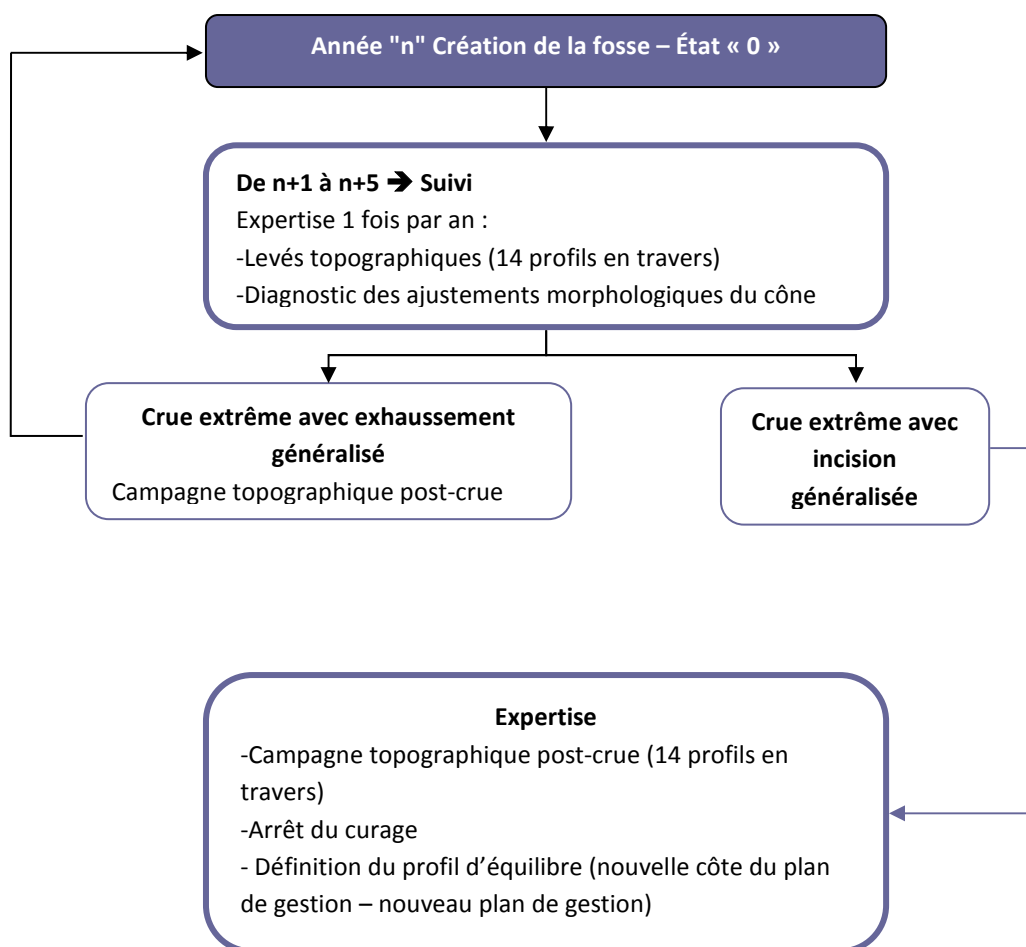 Année "n" Création de la fosse – État « 0 »
De n+1 à n+5 ➔ Suivi
Expertise 1 fois par an :
-Levés topographiques (14 profils en travers)
-Diagnostic des ajustements morphologiques du cône
Crue extrême avec exhaussement
généralisé
Campagne topographique post-crue
Crue extrême avec
incision
généralisée
Expertise
-Campagne topographique post-crue (14 profils en
travers)
-Arrêt du curage
- Définition du profil d’équilibre (nouvelle côte du plan
de gestion – nouveau plan de gestion)